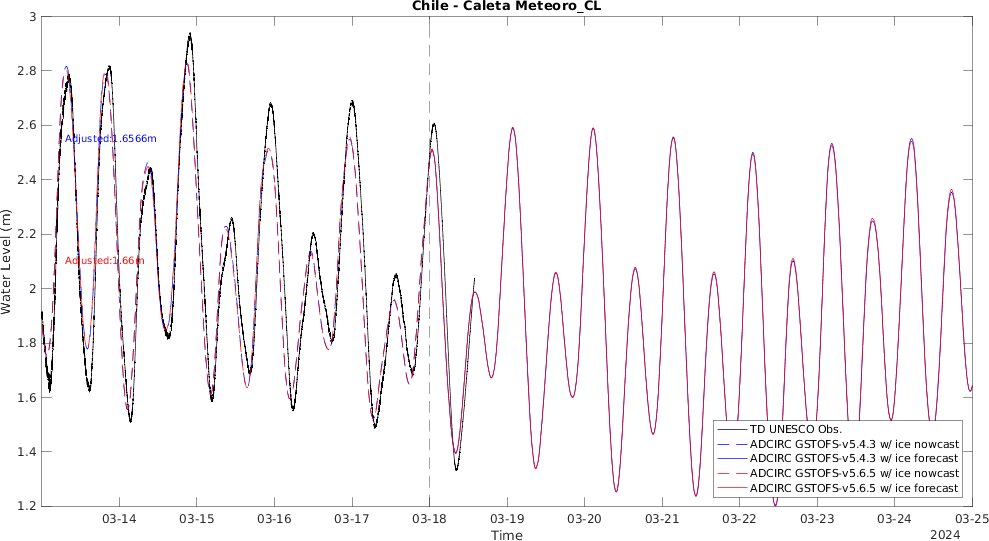 Chile - Caleta Meteoro_CL
3
2.8
2.6
2.4
2.2
2
1.8
1.6
1.4
1.2
Water Level (m)
Adjusted:1.6566m
Adjusted:1.66m
TD UNESCO Obs.
ADCIRC GSTOFS-v5.4.3 w/ ice nowcast
ADCIRC GSTOFS-v5.4.3 w/ ice forecast
ADCIRC GSTOFS-v5.6.5 w/ ice nowcast
ADCIRC GSTOFS-v5.6.5 w/ ice forecast
03-14 03-15 03-16 03-17 03-18 03-19 03-20 03-21 03-22 03-23 03-24 03-25
Time
2024